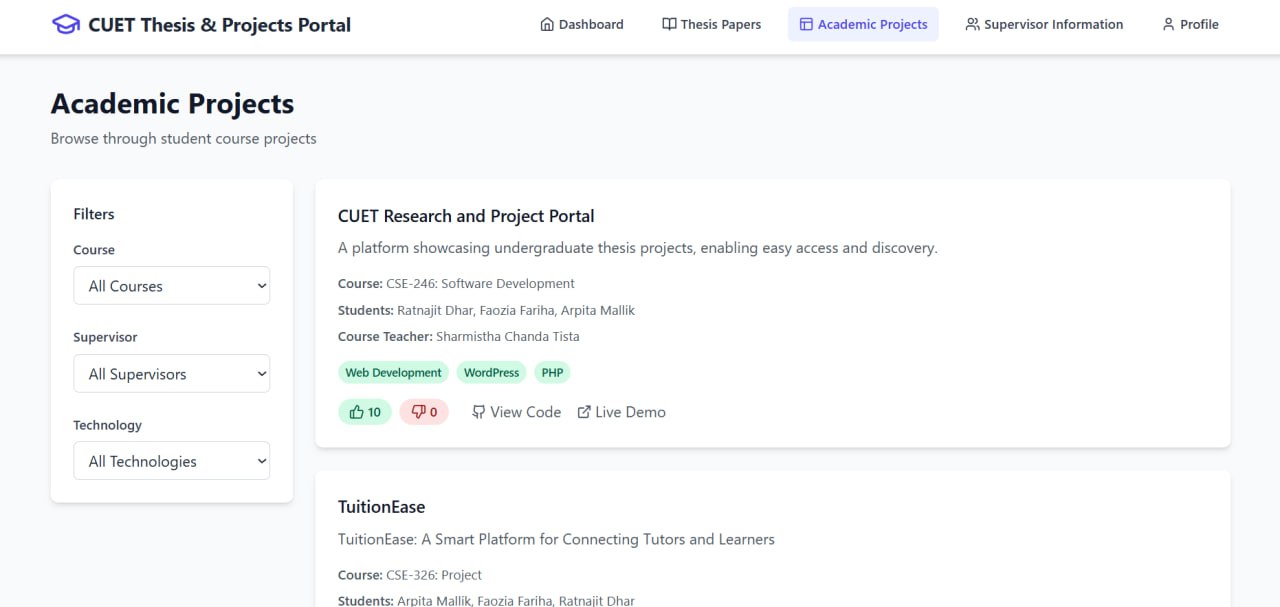 CUET Thesis & Projects Portal
Dashboard
Thesis Papers
Academic Projects
Supervisor Information
Profile
Academic Projects
Browse through student course projects
Filters
Course
All Courses
Supervisor
All Supervisors
Technology
All Technologies
CUET Research and Project Portal
A platform showcasing undergraduate thesis projects, enabling easy access and discovery.
Course: CSE-246: Software Development
Students: Ratnajit Dhar, Faozia Fariha, Arpita Mallik
Course Teacher: Sharmistha Chanda Tista
Web Development WordPress PHP
10 0 View Code Live Demo
TuitionEase
TuitionEase: A Smart Platform for Connecting Tutors and Learners
Course: CSE-326: Project
Students: Arpita Mallik, Faozia Fariha, Ratnajit Dhar